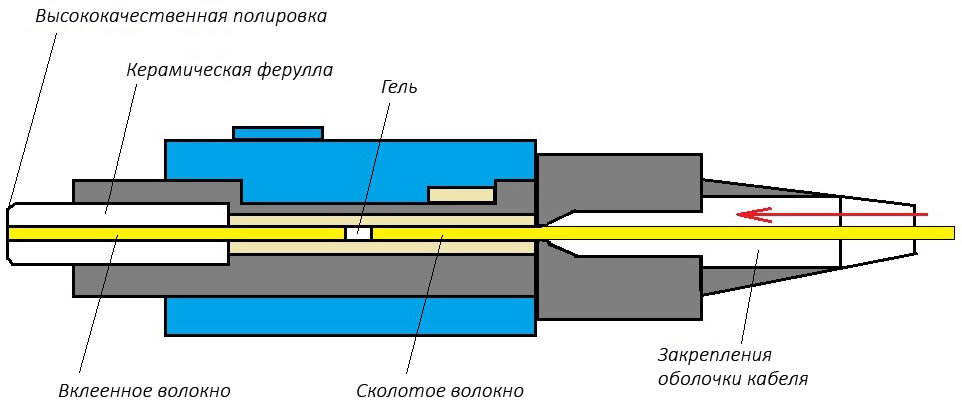 Высококачественная полировка
Керамическая ферулла
Гель
Вклеенное волокно
Сколотое волокно
Закрепления
оболочки кабеля